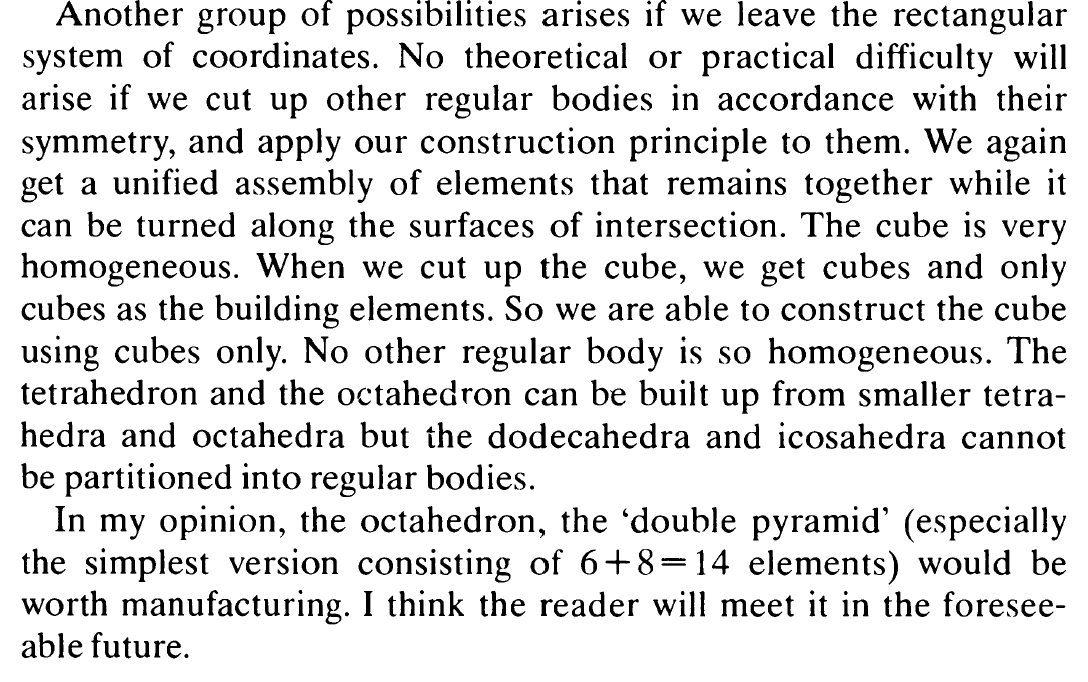 Another group of possibilities arises if we leave the rectangular
system of coordinates. No theoretical or practical difficulty will
arise if we cut up other regular bodies in accordance with their
symmetry, and apply our construction principle to them. We again
get a unified assembly of elements that remains together while it
can be turned along the surfaces of intersection. The cube is very
homogeneous. When we cut up the cube, we get cubes and only
cubes as the building elements. So we are able to construct the cube
using cubes only. No other regular body is so homogeneous. The
tetrahedron and the octahedron can be built up from smaller tetra-
hedra and octahedra but the dodecahedra and icosahedra cannot
be partitioned into regular bodies.
In my opinion, the octahedron, the ‘double pyramid’ (especially
the simplest version consisting of 6+8=14 elements) would be
worth manufacturing. I think the reader will meet it in the foresee-
able future.